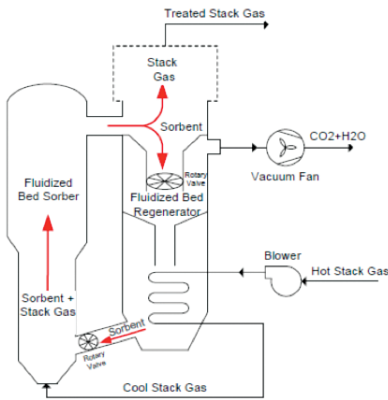 Treated Stack Gas
Stack
Gas
Sorbent
CO2+H2O
Rotary
Valve
Vacuum Fan
Fluidized Bed
Regenerator
Fluidized
Bed Sorber
Blower
Hot Stack Gas
Sorbent +
Stack Gas
Sorbent
Rotary
Valve
Cool Stack Gas